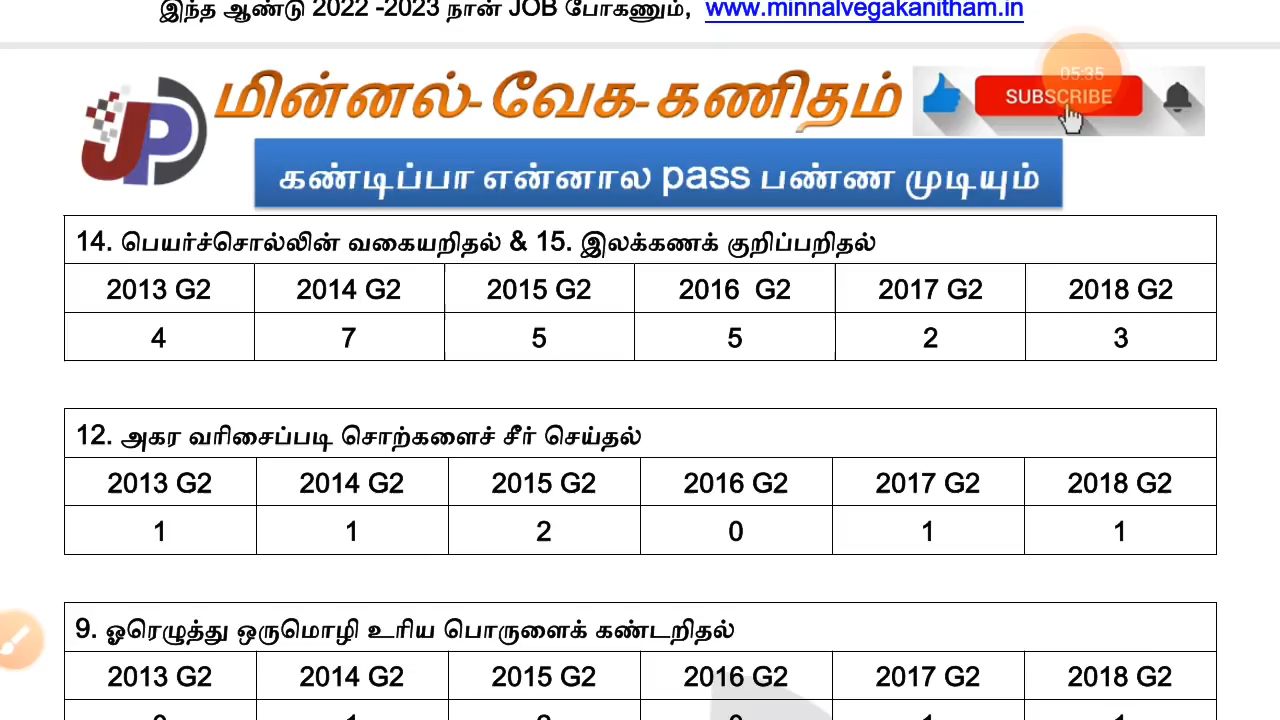 இந்த ஆண்டு 2022 -2023 நான் JOB போகணும், www.minnalvegakanitham.in
JP மின்னல்-வேக-கணிதம் 05:35 SUBSCRIBE
கண்டிப்பா என்னால pass பண்ண முடியும்
14. பெயர்ச்சொல்லின் வகையறிதல் & 15. இலக்கணக் குறிப்பறிதல்
2013 G2 2014 G2 2015 G2 2016 G2 2017 G2 2018 G2
4 7 5 5 2 3
12. அகர வரிசைப்படி சொற்களைச் சீர் செய்தல்
2013 G2 2014 G2 2015 G2 2016 G2 2017 G2 2018 G2
1 1 2 0 1 1
9. ஓரெழுத்து ஒருமொழி உரிய பொருளைக் கண்டறிதல்
2013 G2 2014 G2 2015 G2 2016 G2 2017 G2 2018 G2